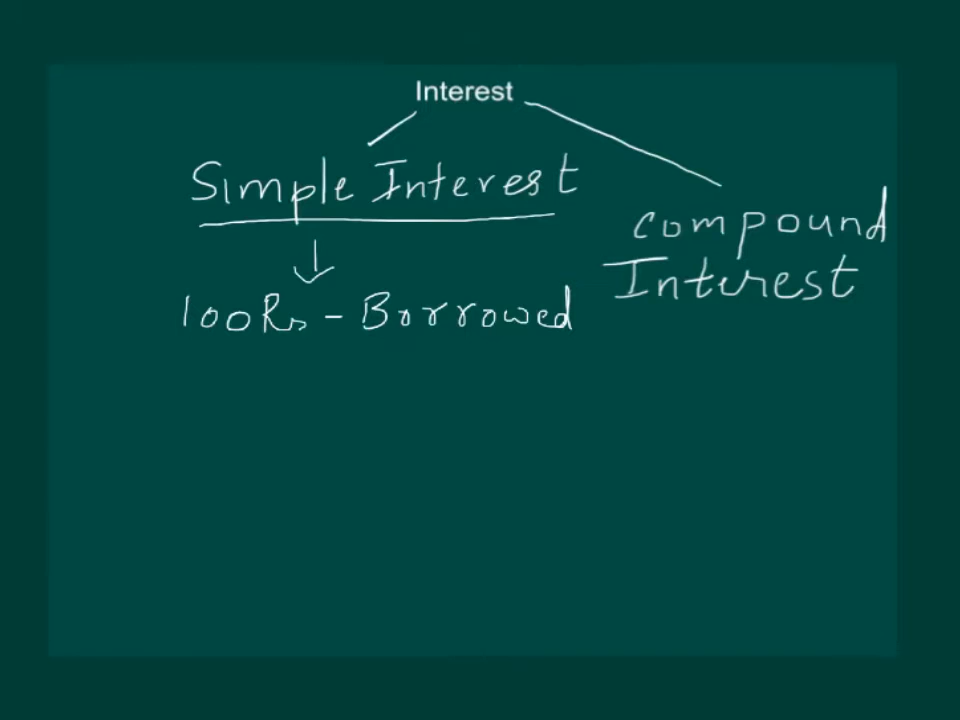 Interest
Simple Interest
compound
Interest
100Rs - Borrowed